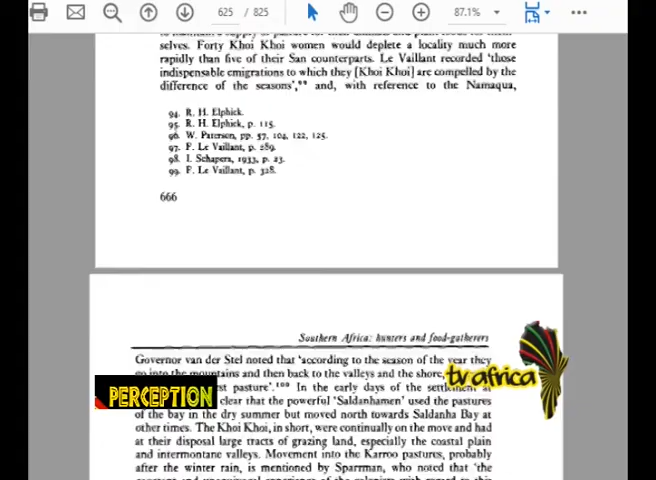 625 / 825
87.1%
selves. Forty Khoi Khoi women would deplete a locality much more
rapidly than five of their San counterparts. Le Vaillant recorded 'those
indispensable emigrations to which they [Khoi Khoi] are compelled by the
difference of the seasons',⁹⁹ and, with reference to the Namaqua,
94. R. H. Elphick.
95. R. H. Elphick, p. 115.
96. W. Paterson, pp. 57, 104, 122, 125.
97. F. Le Vaillant, p. 289.
98. I. Schapera, 1933, p. 23.
99. F. Le Vaillant, p. 328.
666
Southern Africa: hunters and food-gatherers
Governor van der Stel noted that 'according to the season of the year they
go into the mountains and then back to the valleys and the shore,
tv africa
pasture'.¹⁰⁰ In the early days of the
PERCEPTION
clear that the powerful 'Saldanhamen' used the pastures
of the bay in the dry summer but moved north towards Saldanha Bay at
other times. The Khoi Khoi, in short, were continually on the move and had
at their disposal large tracts of grazing land, especially the coastal plain
and intermontane valleys. Movement into the Karroo pastures, probably
after the winter rain, is mentioned by Sparrman, who noted that 'the